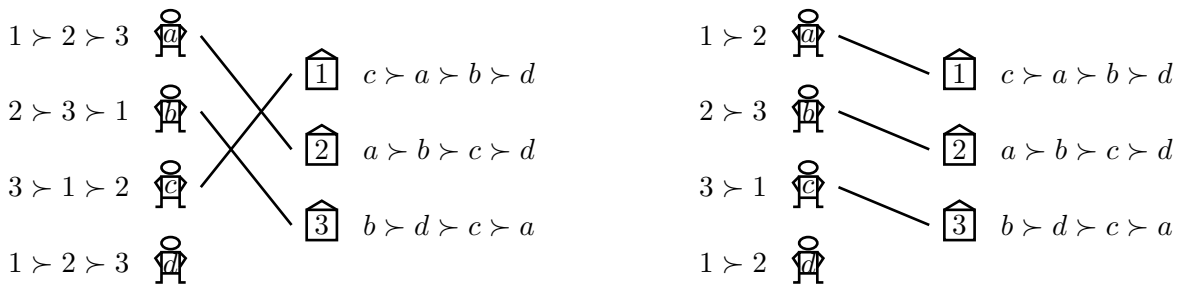 1 ≻ 2 ≻ 3 a
1 c ≻ a ≻ b ≻ d
2 ≻ 3 ≻ 1 b
2 a ≻ b ≻ c ≻ d
3 ≻ 1 ≻ 2 c
3 b ≻ d ≻ c ≻ a
1 ≻ 2 ≻ 3 d
1 ≻ 2 a
1 c ≻ a ≻ b ≻ d
2 ≻ 3 b
2 a ≻ b ≻ c ≻ d
3 ≻ 1 c
3 b ≻ d ≻ c ≻ a
1 ≻ 2 d